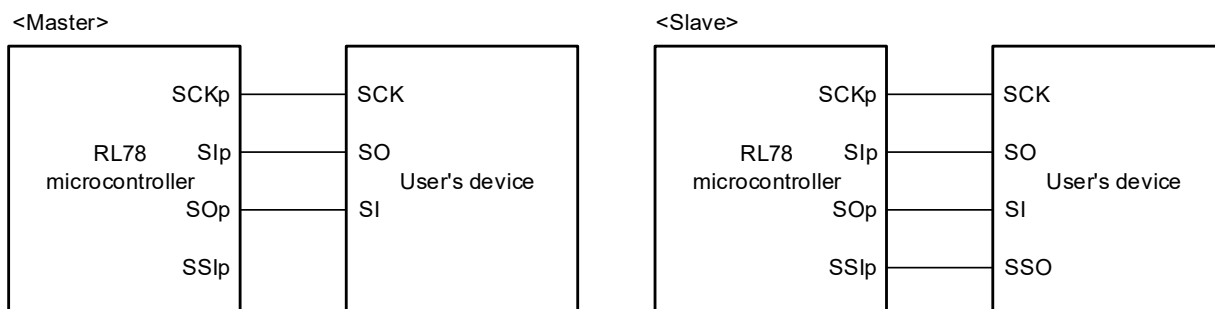 <Master>
SCKp
SCK
SIp
SO
RL78
microcontroller
User's device
SOp
SI
SSIp
<Slave>
SCKp
SCK
SIp
SO
RL78
microcontroller
User's device
SOp
SI
SSIp
SSO